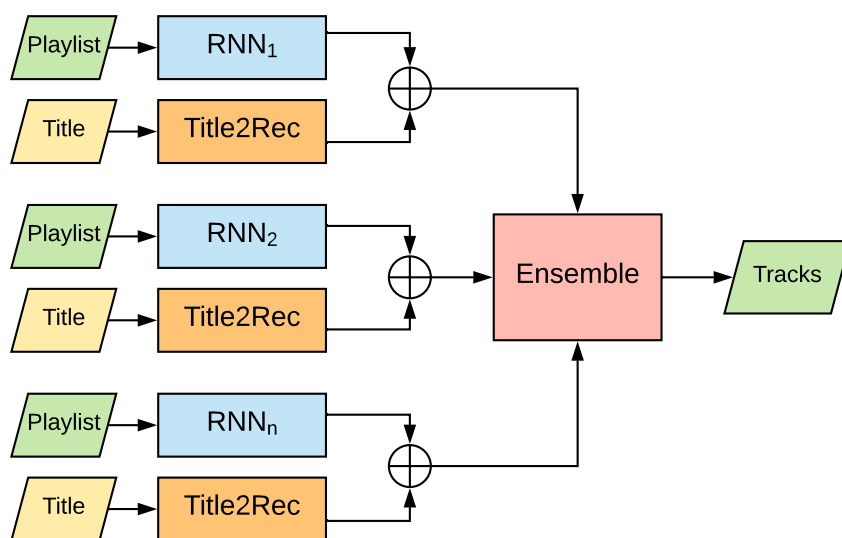 Playlist
RNN₁
Title
Title2Rec
Playlist
RNN₂
Title
Title2Rec
Ensemble
Tracks
Playlist
RNNₙ
Title
Title2Rec